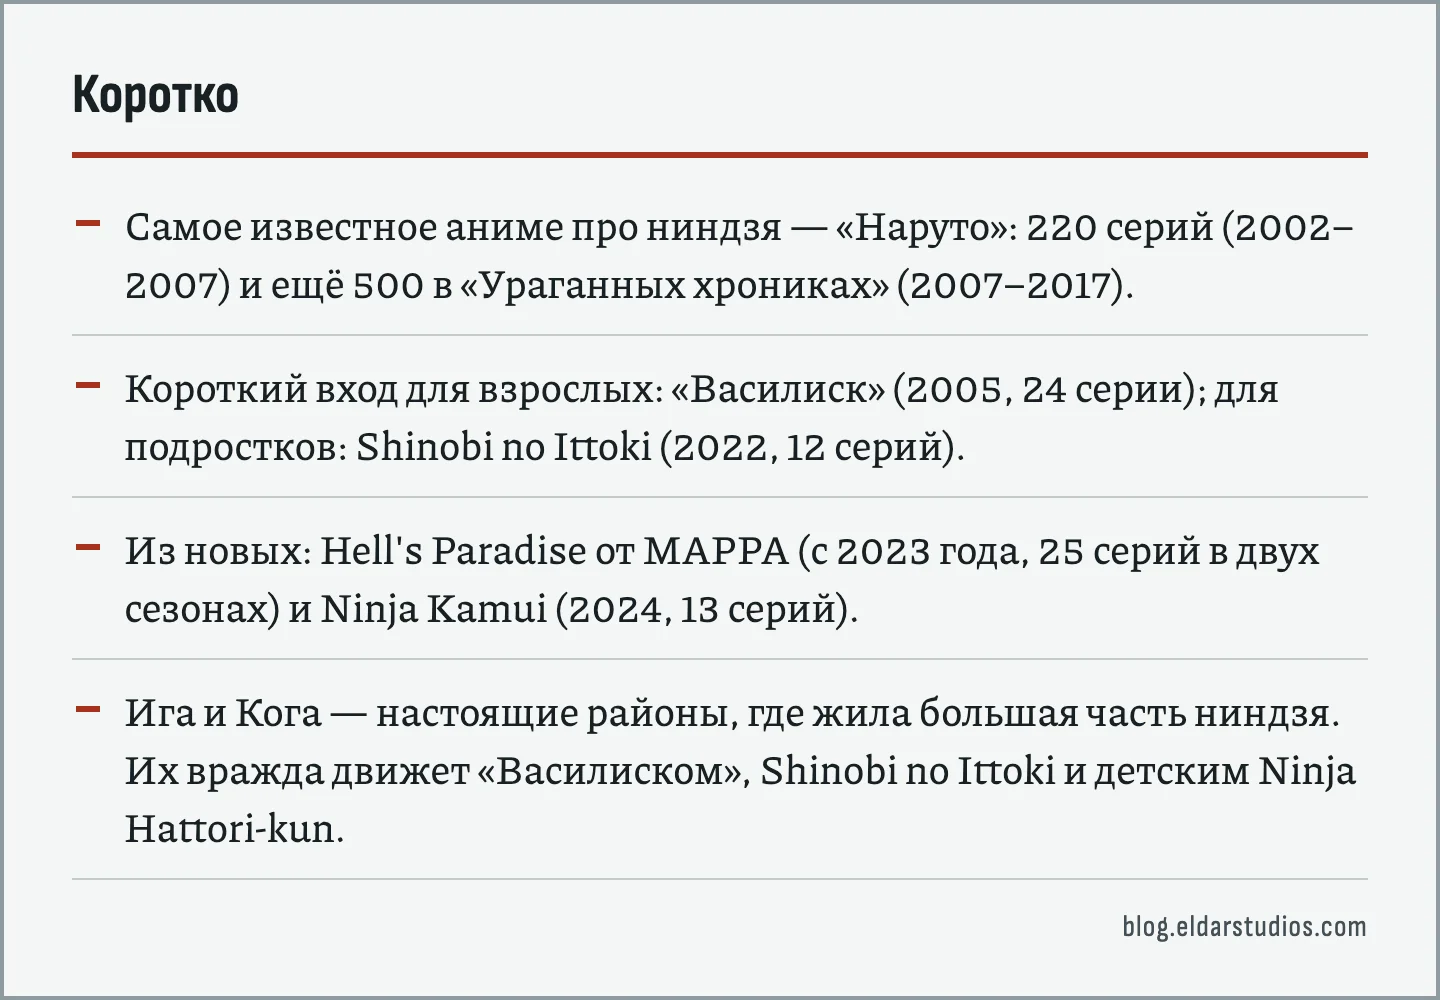 Коротко
Самое известное аниме про ниндзя — «Наруто»: 220 серий (2002–
2007) и ещё 500 в «Ураганных хрониках» (2007–2017).
Короткий вход для взрослых: «Василиск» (2005, 24 серии); для
подростков: Shinobi no Ittoki (2022, 12 серий).
Из новых: Hell's Paradise от MAPPA (с 2023 года, 25 серий в двух
сезонах) и Ninja Kamui (2024, 13 серий).
Ига и Кога — настоящие районы, где жила большая часть ниндзя.
Их вражда движет «Василиском», Shinobi no Ittoki и детским Ninja
Hattori-kun.
blog.eldarstudios.com